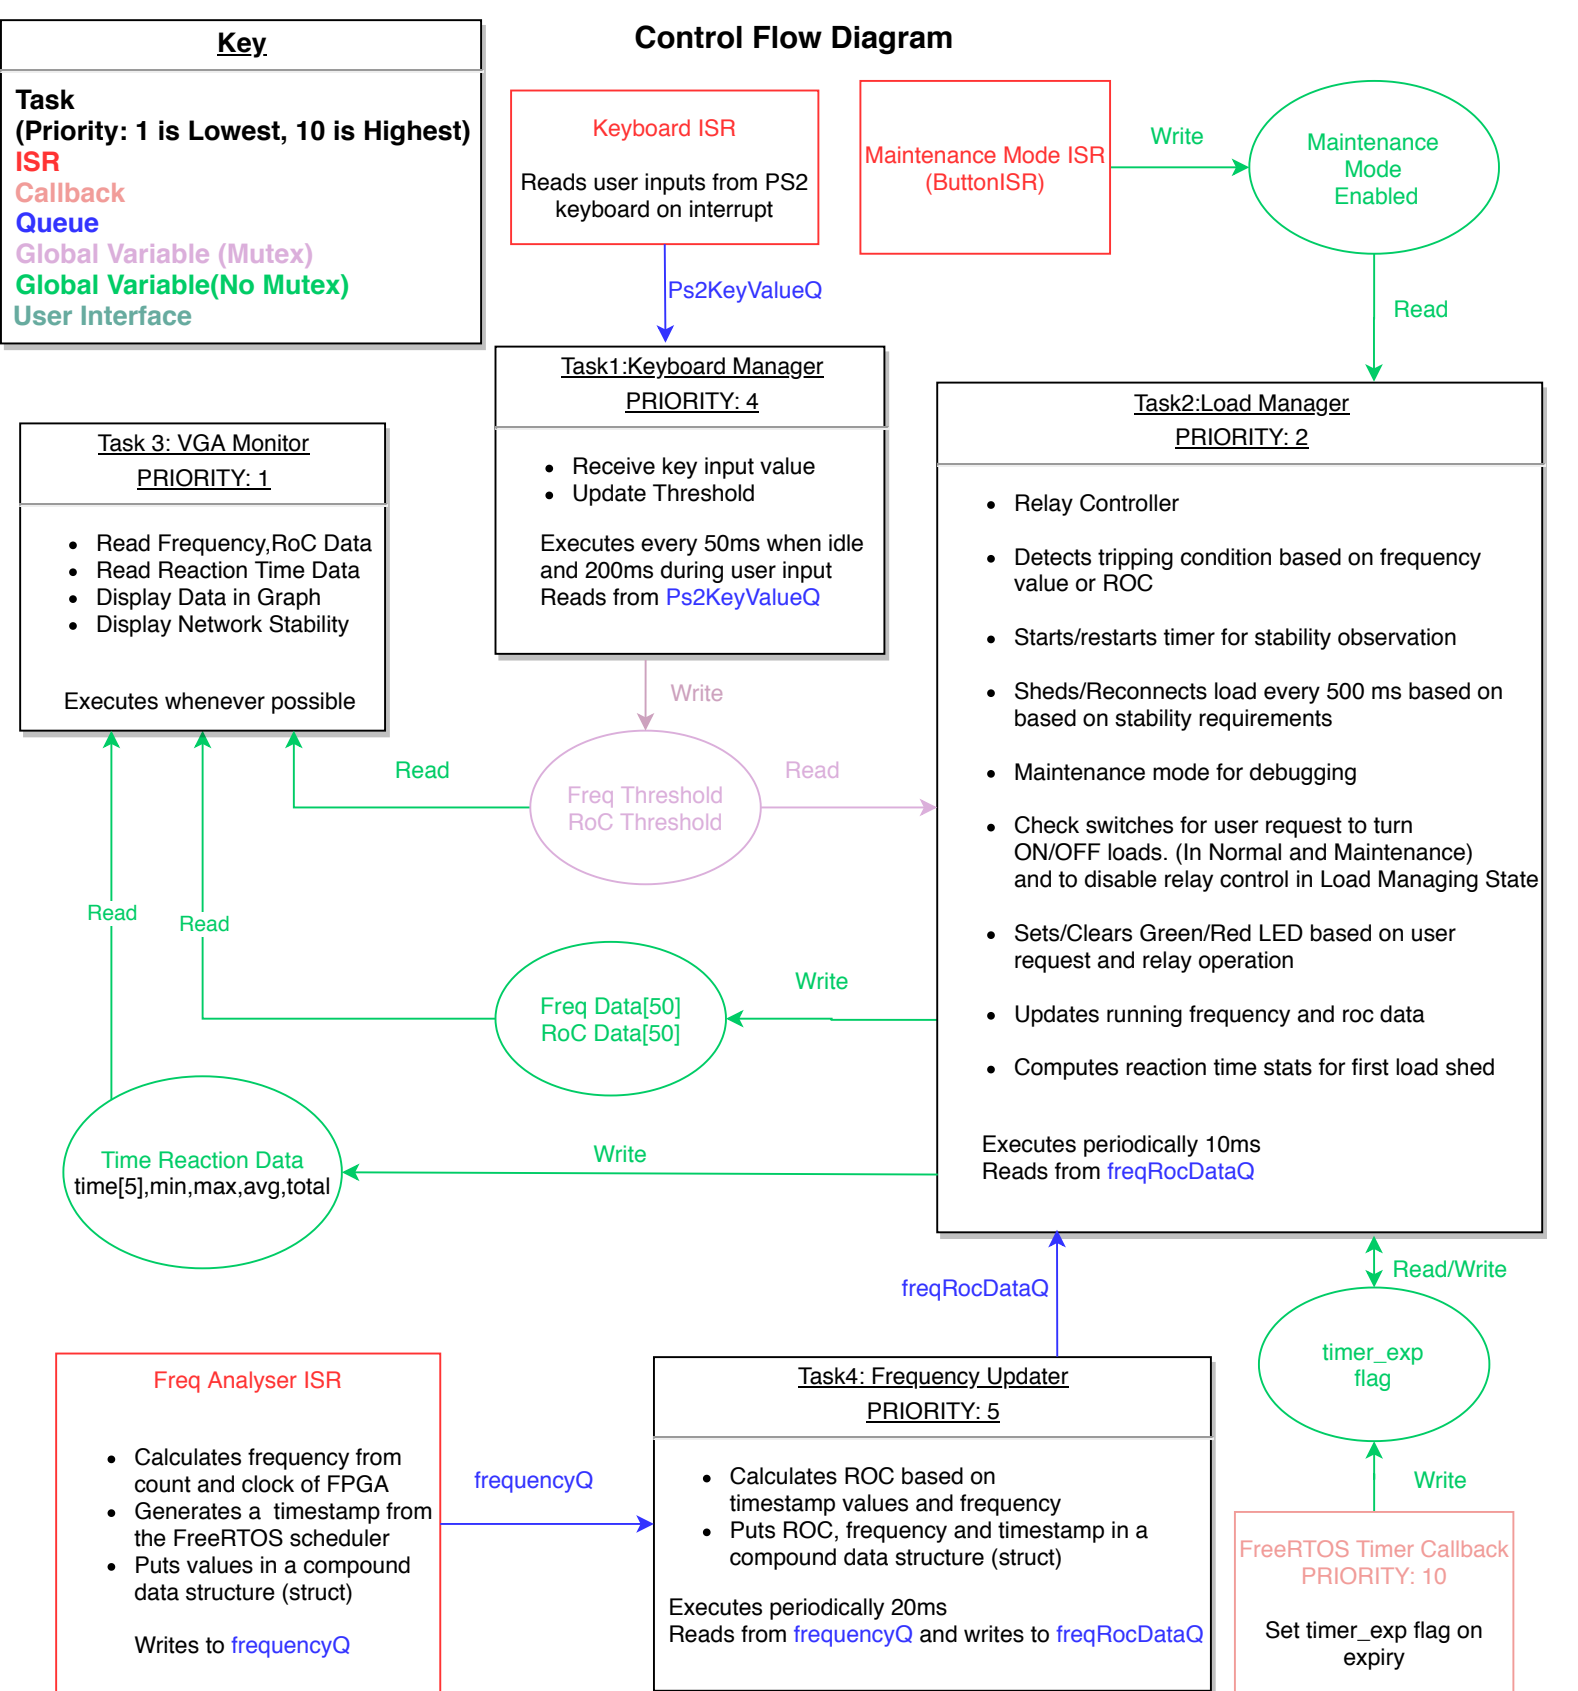 Control Flow Diagram
Key
Task
(Priority: 1 is Lowest, 10 is Highest)
ISR
Callback
Queue
Global Variable (Mutex)
Global Variable(No Mutex)
User Interface
Keyboard ISR
Reads user inputs from PS2
keyboard on interrupt
Maintenance Mode ISR
(ButtonISR)
Write
Maintenance
Mode
Enabled
Ps2KeyValueQ
Read
Task1:Keyboard Manager
PRIORITY: 4
Receive key input value
Update Threshold
Executes every 50ms when idle
and 200ms during user input
Reads from Ps2KeyValueQ
Task2:Load Manager
PRIORITY: 2
Relay Controller
Detects tripping condition based on frequency
value or ROC
Starts/restarts timer for stability observation
Sheds/Reconnects load every 500 ms based on
based on stability requirements
Maintenance mode for debugging
Check switches for user request to turn
ON/OFF loads. (In Normal and Maintenance)
and to disable relay control in Load Managing State
Sets/Clears Green/Red LED based on user
request and relay operation
Updates running frequency and roc data
Computes reaction time stats for first load shed
Executes periodically 10ms
Reads from freqRocDataQ
Task 3: VGA Monitor
PRIORITY: 1
Read Frequency,RoC Data
Read Reaction Time Data
Display Data in Graph
Display Network Stability
Executes whenever possible
Write
Read
Freq Threshold
RoC Threshold
Read
Read
Read
Freq Data[50]
RoC Data[50]
Write
Time Reaction Data
time[5],min,max,avg,total
Write
freqRocDataQ
Read/Write
timer_exp
flag
Write
Freq Analyser ISR
Calculates frequency from
count and clock of FPGA
Generates a  timestamp from
the FreeRTOS scheduler
Puts values in a compound
data structure (struct)
Writes to frequencyQ
frequencyQ
Task4: Frequency Updater
PRIORITY: 5
Calculates ROC based on
timestamp values and frequency
Puts ROC, frequency and timestamp in a
compound data structure (struct)
Executes periodically 20ms
Reads from frequencyQ and writes to freqRocDataQ
FreeRTOS Timer Callback
PRIORITY: 10
Set timer_exp flag on
expiry